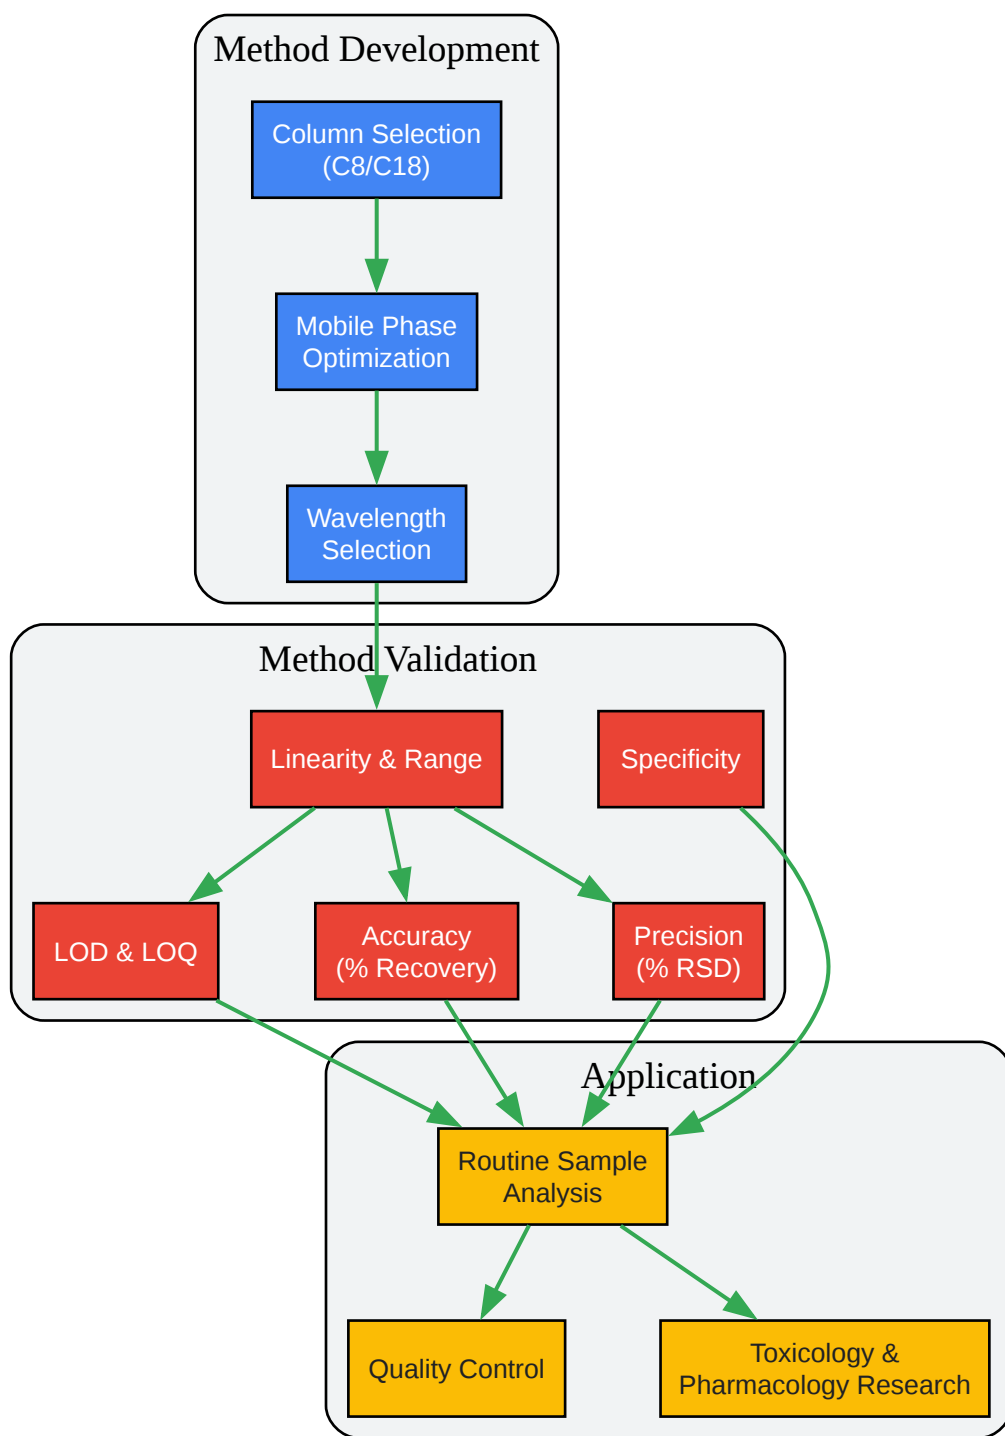 Method Development
Column Selection
(C8/C18)
Mobile Phase
Optimization
Wavelength
Selection
Method Validation
Linearity & Range
Specificity
LOD & LOQ
Accuracy
(% Recovery)
Precision
(% RSD)
Application
Routine Sample
Analysis
Quality Control
Toxicology &
Pharmacology Research